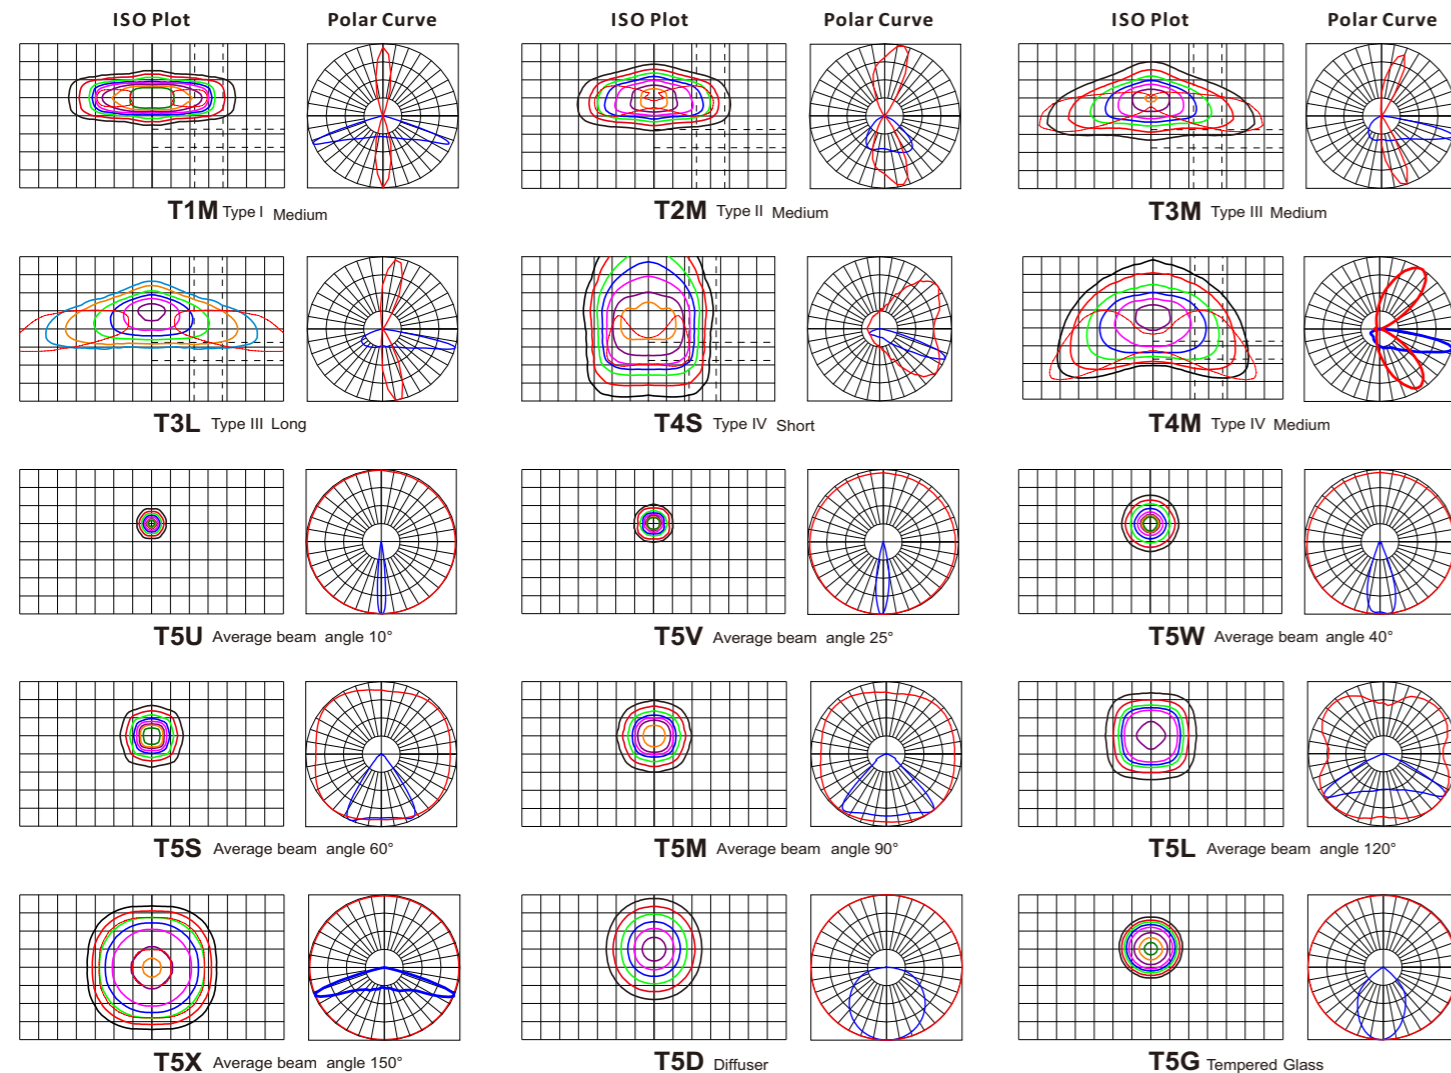 ISO Plot Polar Curve ISO Plot Polar Curve ISO Plot Polar Curve
T1M Type I Medium T2M Type II Medium T3M Type III Medium
T3L Type III Long T4S Type IV Short T4M Type IV Medium
T5U Average beam angle 10° T5V Average beam angle 25° T5W Average beam angle 40°
T5S Average beam angle 60° T5M Average beam angle 90° T5L Average beam angle 120°
T5X Average beam angle 150° T5D Diffuser T5G Tempered Glass